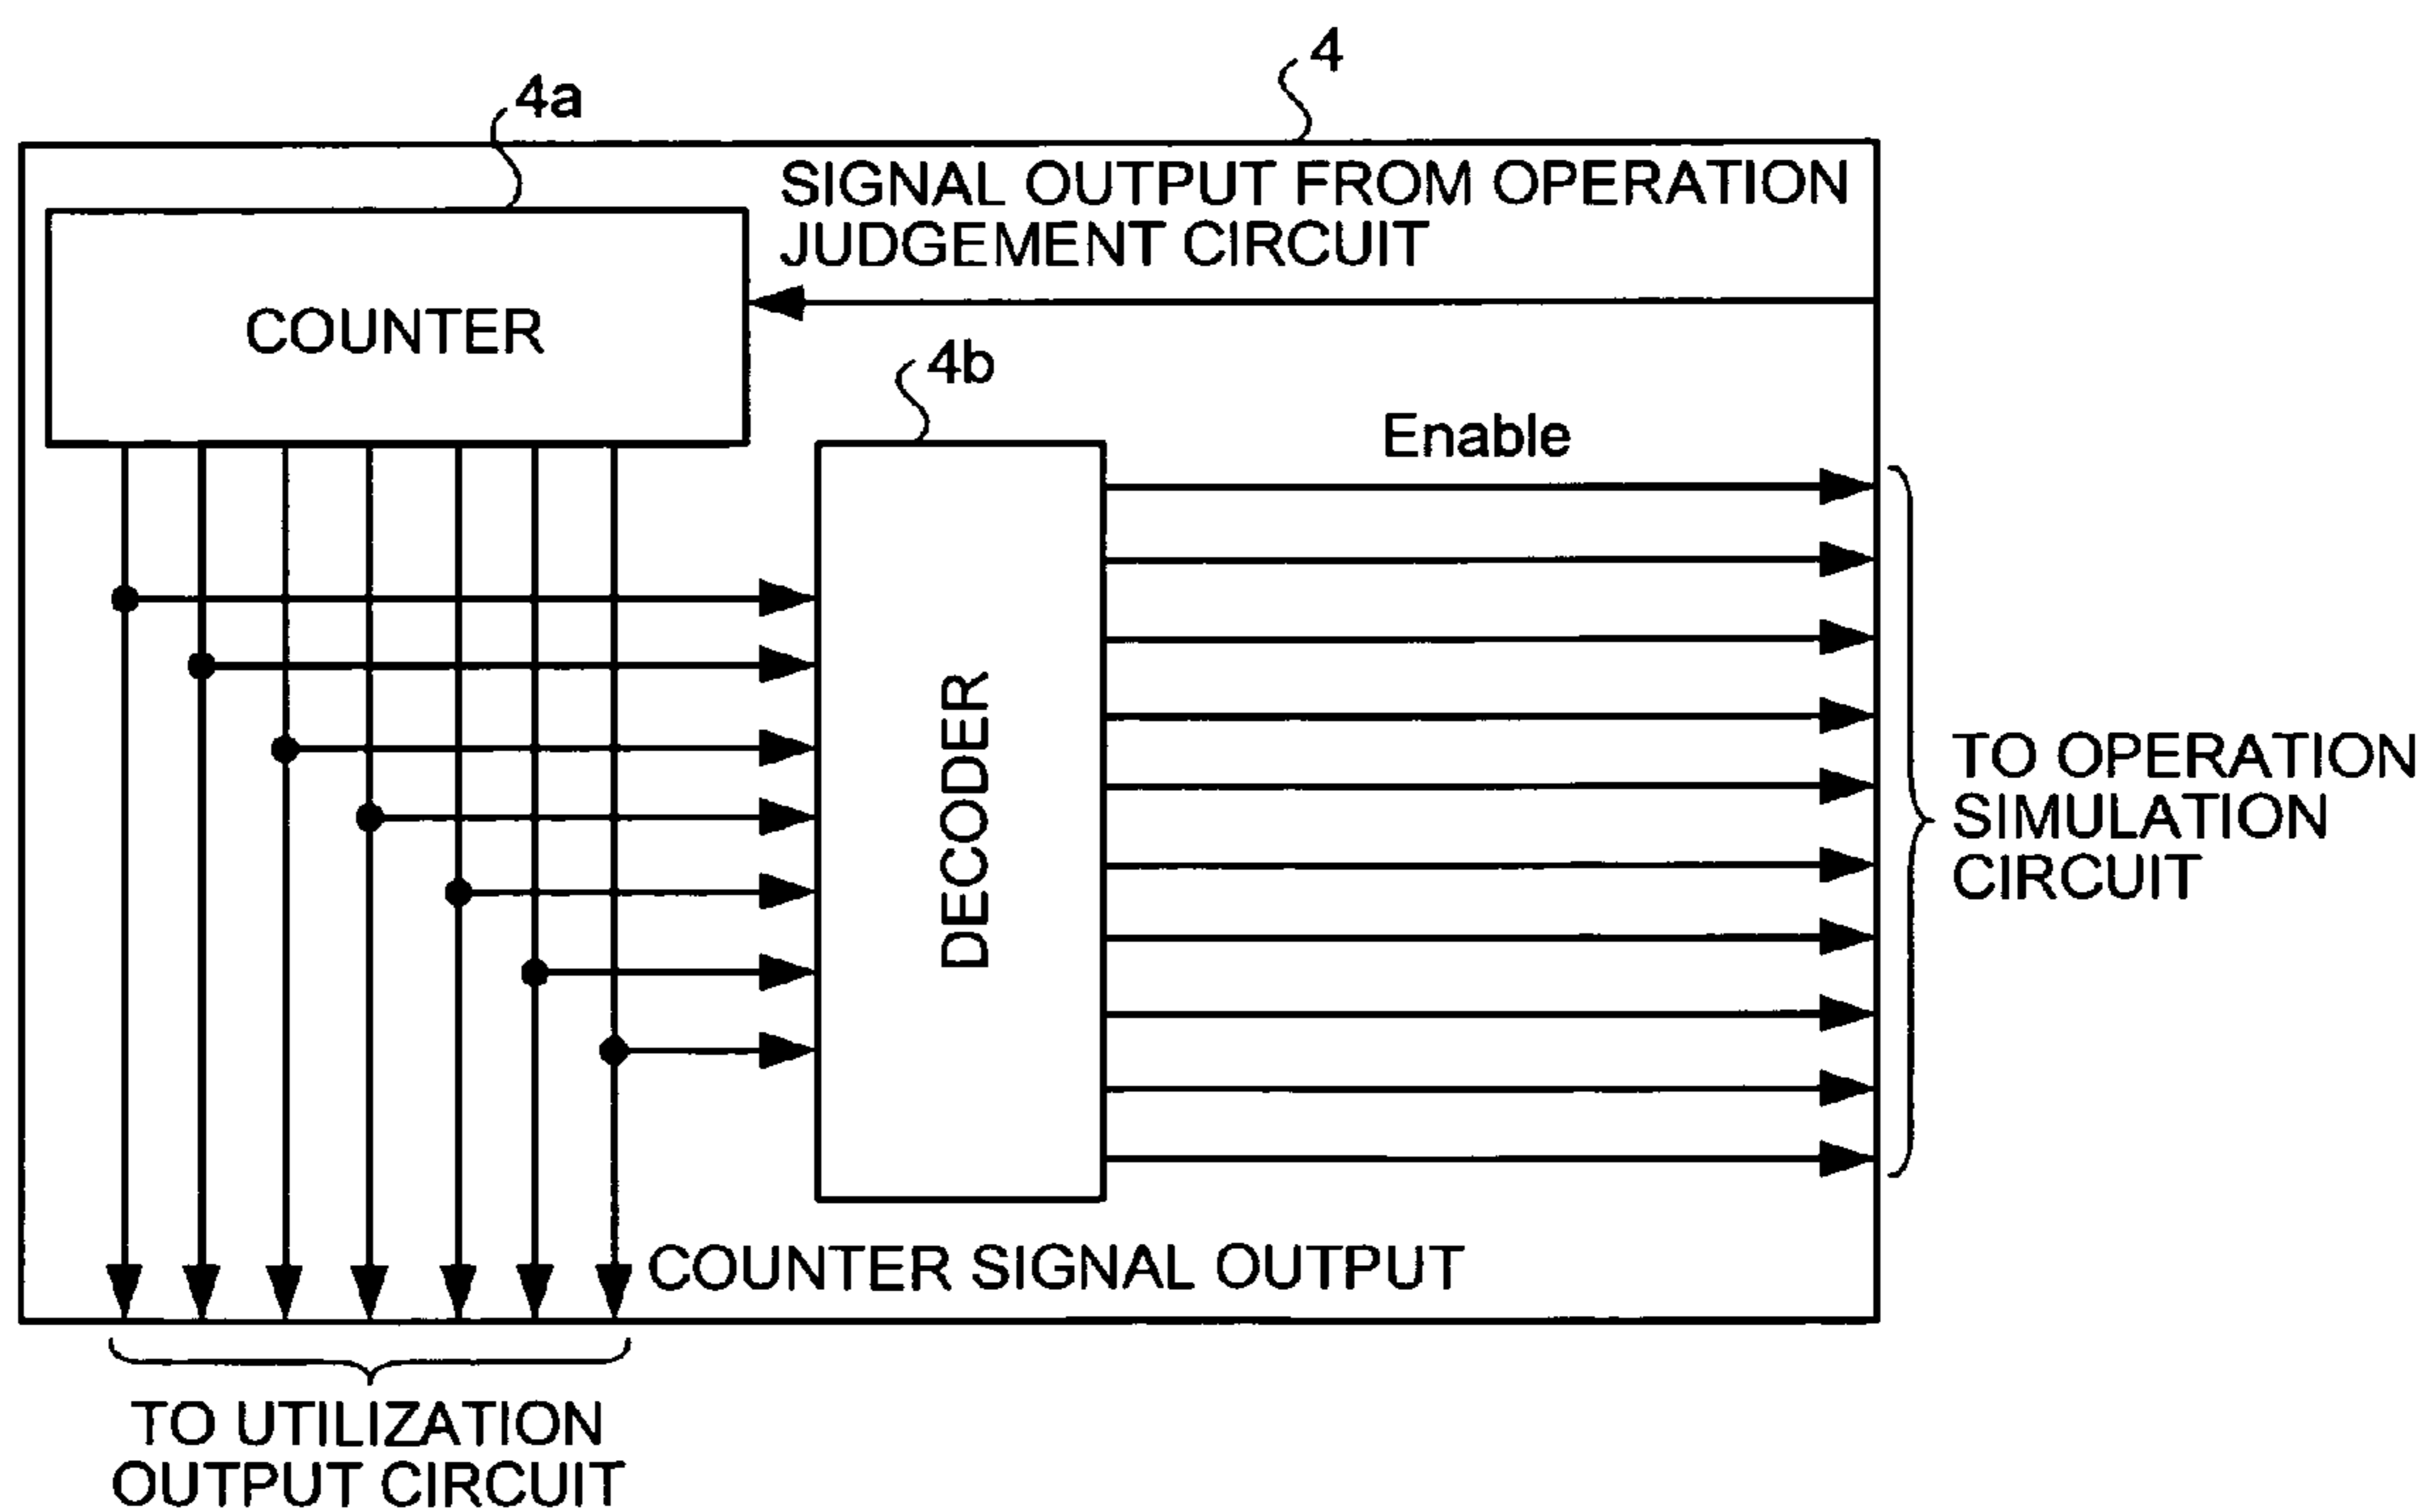 4
4a
SIGNAL OUTPUT FROM OPERATION
JUDGEMENT CIRCUIT
COUNTER
4b
Enable
DECODER
TO OPERATION
SIMULATION
CIRCUIT
COUNTER SIGNAL OUTPUT
TO UTILIZATION
OUTPUT CIRCUIT